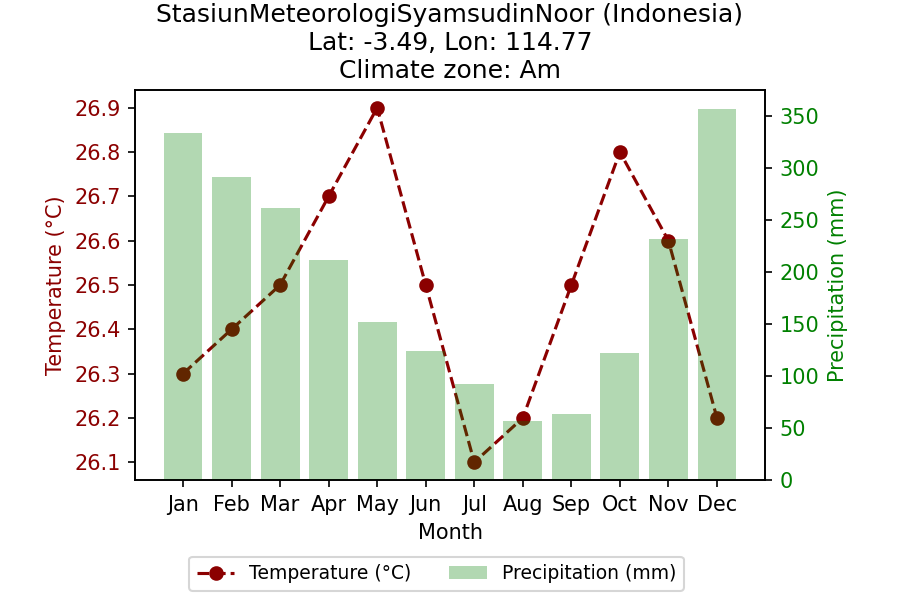 StasiunMeteorologiSyamsudinNoor (Indonesia)
Lat: -3.49, Lon: 114.77
Climate zone: Am
Temperature (°C)
26.9
26.8
26.7
26.6
26.5
26.4
26.3
26.2
26.1
350
300
250
200
150
100
50
0
Precipitation (mm)
Jan Feb Mar Apr May Jun Jul Aug Sep Oct Nov Dec
Month
Temperature (°C) Precipitation (mm)